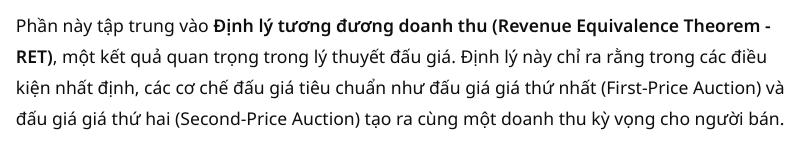 Phần này tập trung vào Định lý tương đương doanh thu (Revenue Equivalence Theorem -
RET), một kết quả quan trọng trong lý thuyết đấu giá. Định lý này chỉ ra rằng trong các điều
kiện nhất định, các cơ chế đấu giá tiêu chuẩn như đấu giá giá thứ nhất (First-Price Auction) và
đấu giá giá thứ hai (Second-Price Auction) tạo ra cùng một doanh thu kỳ vọng cho người bán.